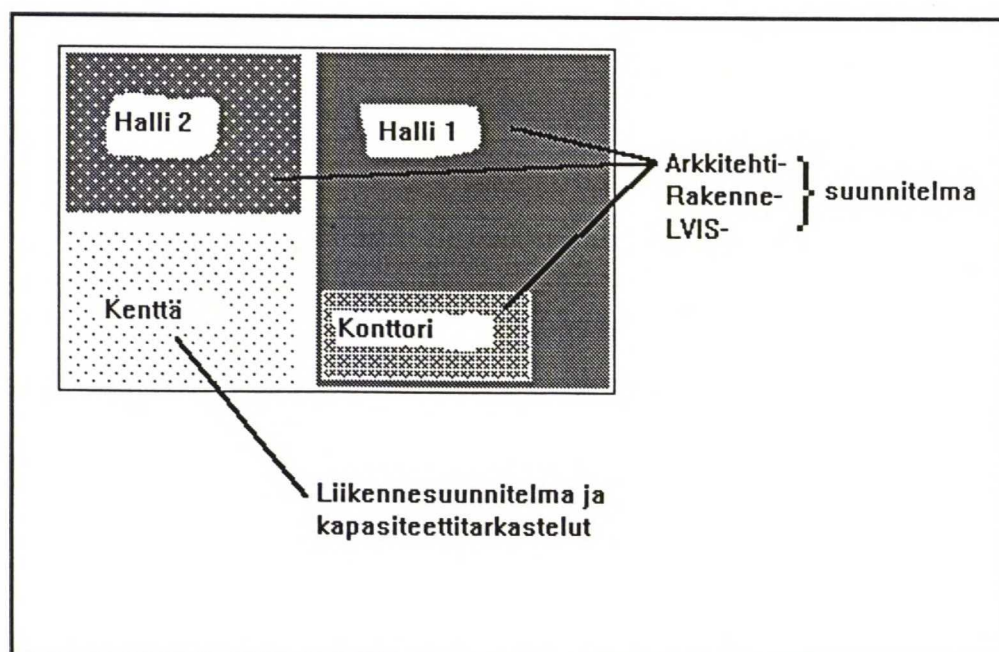 Halli 2
Halli 1
Arkkitehti-
Rakenne-
LVIS-
suunnitelma
Kenttä
Konttori
Liikennesuunnitelma ja
kapasiteettitarkastelut